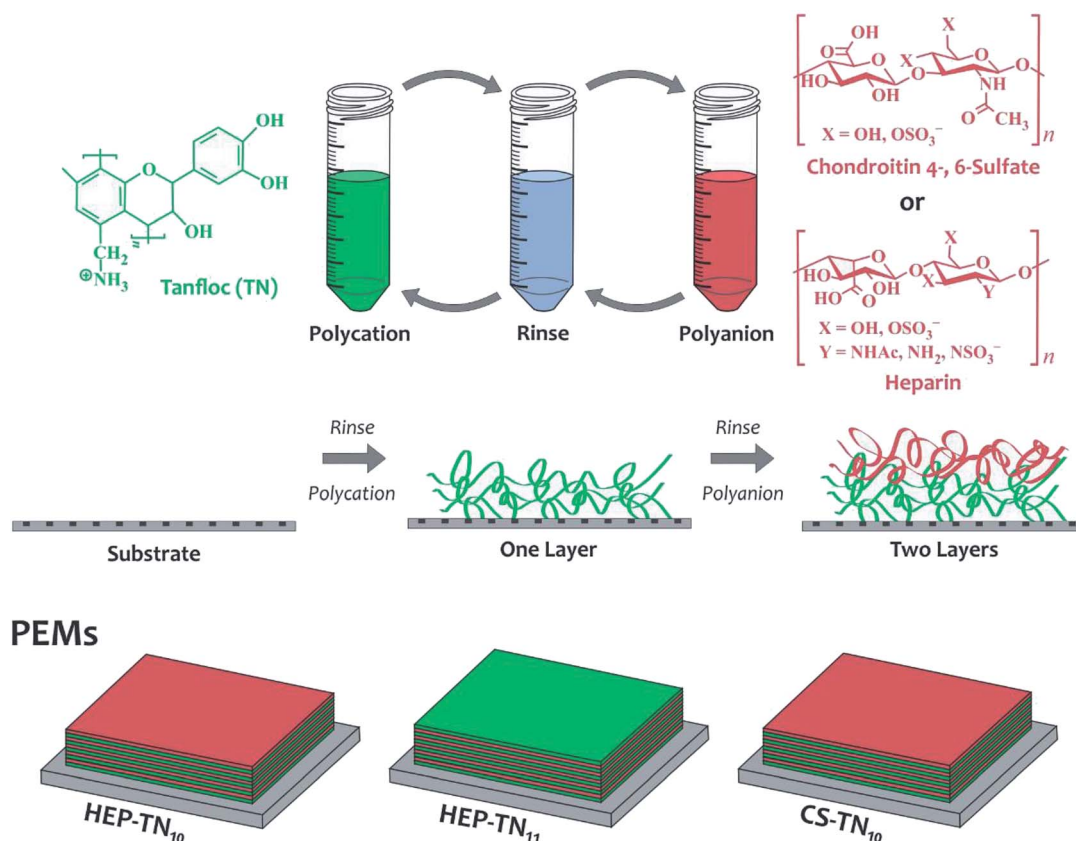 OH
OH
O
OH
CH2
⊕NH3
n
Tanfloc (TN)
Polycation
Rinse
Polyanion
O OH
HO
O
OH
O
X
X
O
O
NH
O
CH3
n
X = OH, OSO3−
Chondroitin 4-, 6-Sulfate
or
X
O
HO
OH
HO
O
O
O
X
Y
O
X = OH, OSO3−
Y = NHAc, NH2, NSO3−
n
Heparin
Rinse
Polycation
Rinse
Polyanion
Substrate
One Layer
Two Layers
PEMs
HEP-TN10
HEP-TN11
CS-TN10